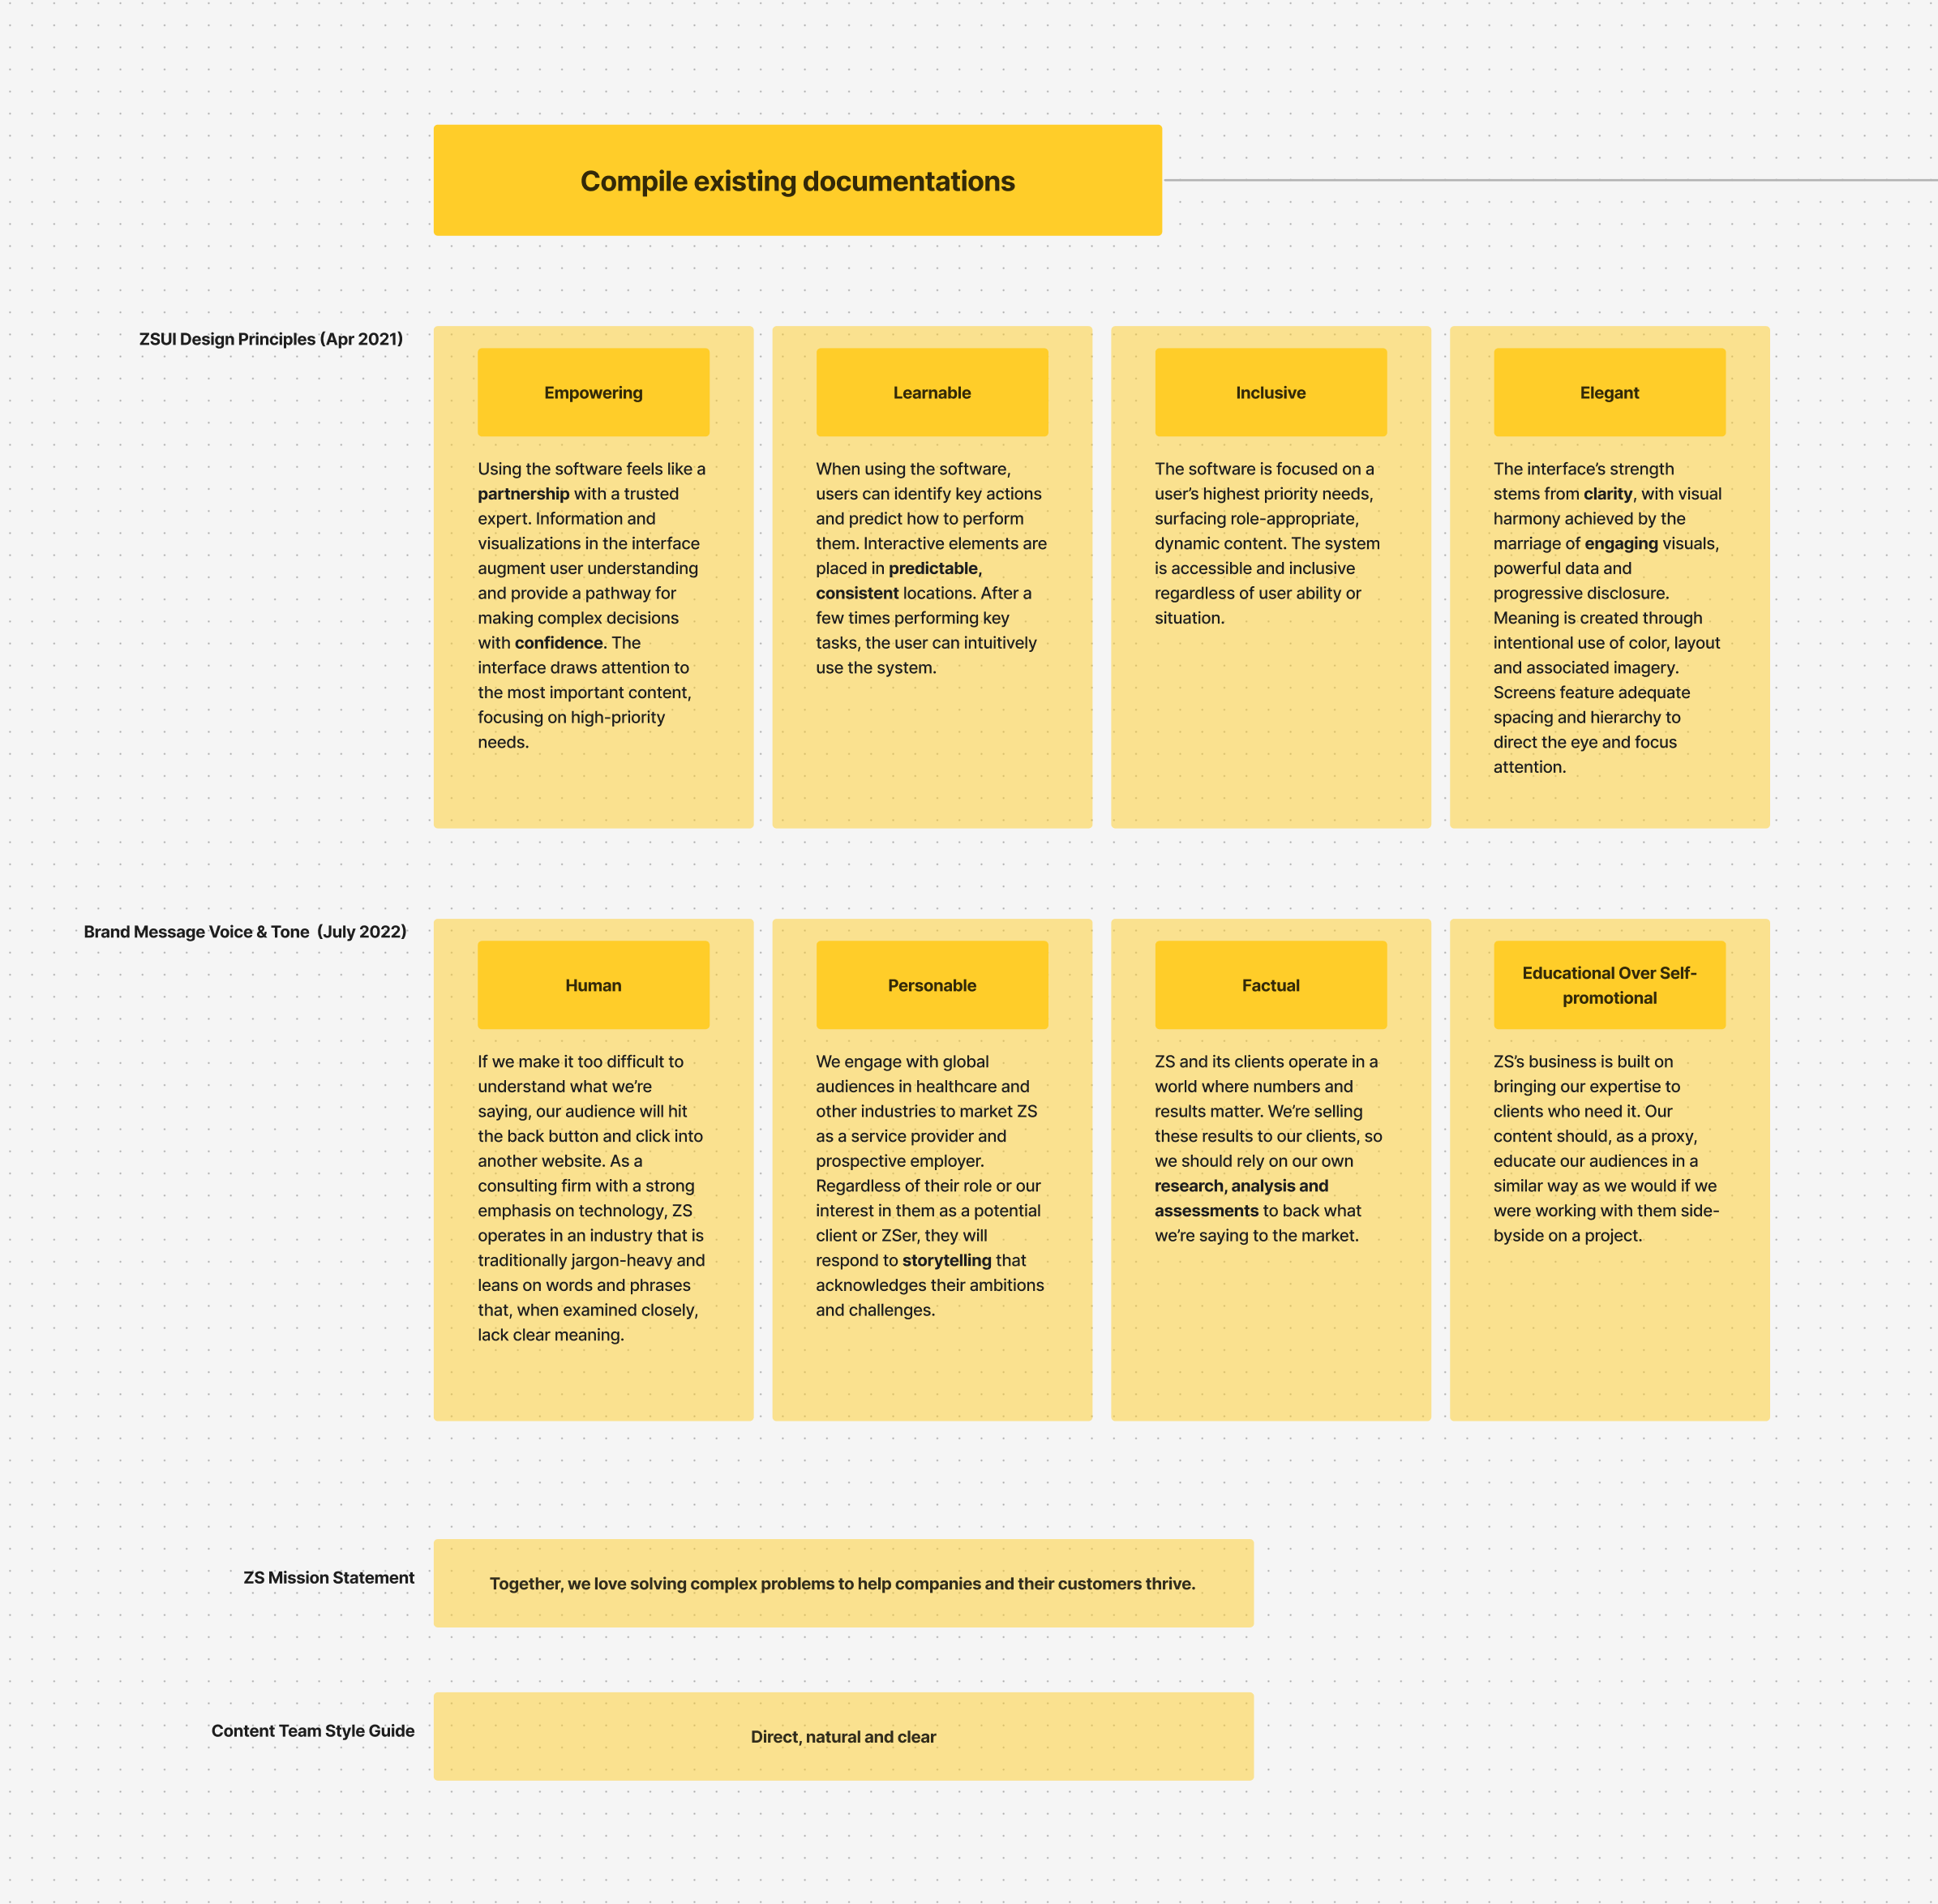 Compile existing documentations
ZSUI Design Principles (Apr 2021)
Empowering
Using the software feels like a
partnership with a trusted
expert. Information and
visualizations in the interface
augment user understanding
and provide a pathway for
making complex decisions
with confidence. The
interface draws attention to
the most important content,
focusing on high-priority
needs.
Learnable
When using the software,
users can identify key actions
and predict how to perform
them. Interactive elements are
placed in predictable,
consistent locations. After a
few times performing key
tasks, the user can intuitively
use the system.
Inclusive
The software is focused on a
user’s highest priority needs,
surfacing role-appropriate,
dynamic content. The system
is accessible and inclusive
regardless of user ability or
situation.
Elegant
The interface’s strength
stems from clarity, with visual
harmony achieved by the
marriage of engaging visuals,
powerful data and
progressive disclosure.
Meaning is created through
intentional use of color, layout
and associated imagery.
Screens feature adequate
spacing and hierarchy to
direct the eye and focus
attention.
Brand Message Voice & Tone  (July 2022)
Human
If we make it too difficult to
understand what we’re
saying, our audience will hit
the back button and click into
another website. As a
consulting firm with a strong
emphasis on technology, ZS
operates in an industry that is
traditionally jargon-heavy and
leans on words and phrases
that, when examined closely,
lack clear meaning.
Personable
We engage with global
audiences in healthcare and
other industries to market ZS
as a service provider and
prospective employer.
Regardless of their role or our
interest in them as a potential
client or ZSer, they will
respond to storytelling that
acknowledges their ambitions
and challenges.
Factual
ZS and its clients operate in a
world where numbers and
results matter. We’re selling
these results to our clients, so
we should rely on our own
research, analysis and
assessments to back what
we’re saying to the market.
Educational Over Self-
promotional
ZS’s business is built on
bringing our expertise to
clients who need it. Our
content should, as a proxy,
educate our audiences in a
similar way as we would if we
were working with them side-
byside on a project.
ZS Mission Statement
Together, we love solving complex problems to help companies and their customers thrive.
Content Team Style Guide
Direct, natural and clear